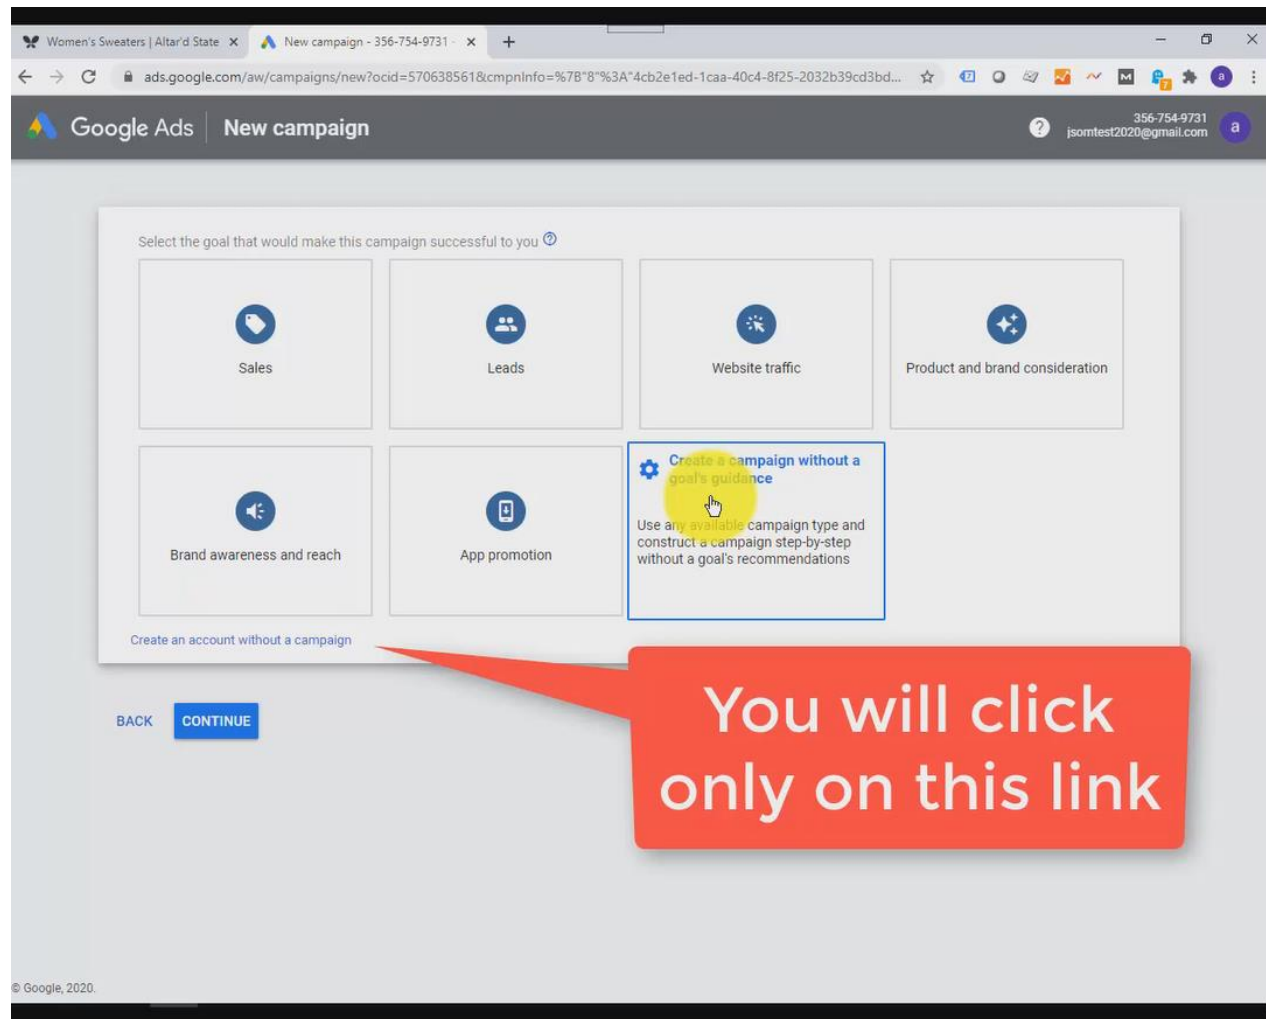 Women's Sweaters | Altar'd State
New campaign - 356-754-9731 -
ads.google.com/aw/campaigns/new?ocid=570638561&cmpnInfo=%7B"8"%3A"4cb2e1ed-1caa-40c4-8f25-2032b39cd3bd...
Google Ads
New campaign
356-754-9731
jsomtest2020@gmail.com
a
Select the goal that would make this campaign successful to you
Sales
Leads
Website traffic
Product and brand consideration
Brand awareness and reach
App promotion
Create a campaign without a
goal's guidance
Use any available campaign type and
construct a campaign step-by-step
without a goal's recommendations
Create an account without a campaign
You will click
only on this link
BACK
CONTINUE
© Google, 2020.